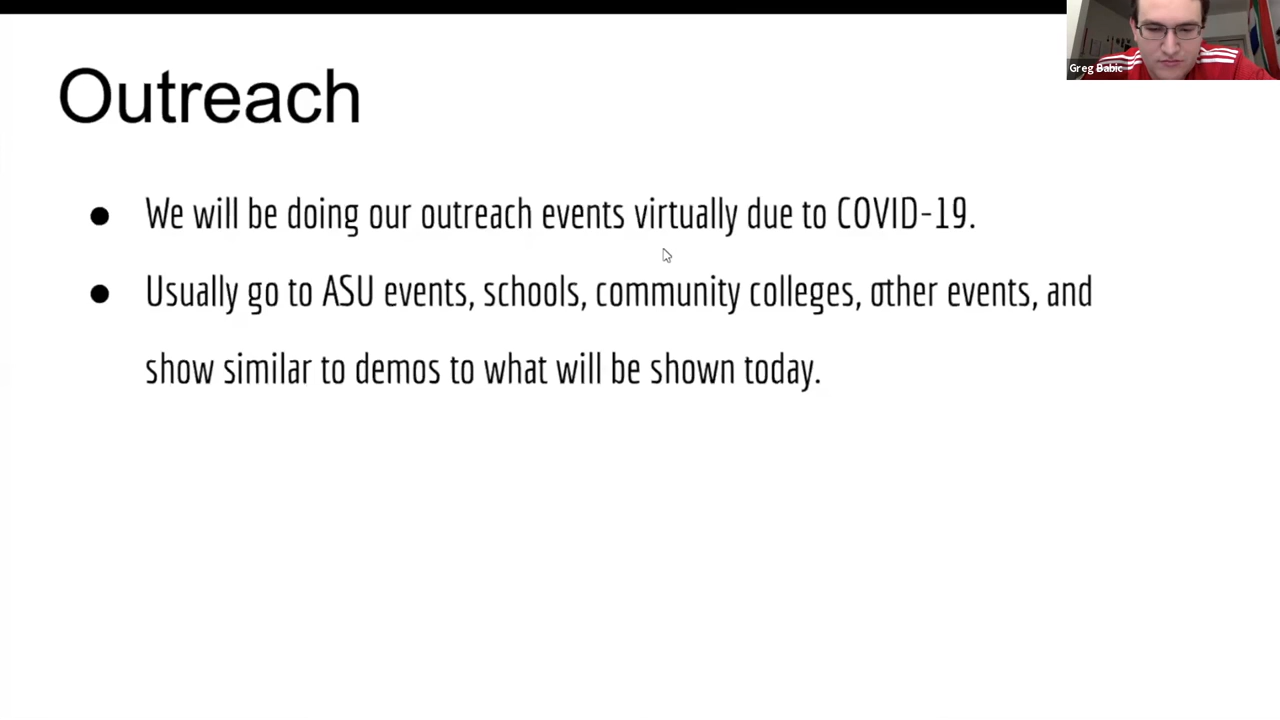 Greg Babic
Outreach
● We will be doing our outreach events virtually due to COVID-19.
● Usually go to ASU events, schools, community colleges, other events, and
show similar to demos to what will be shown today.